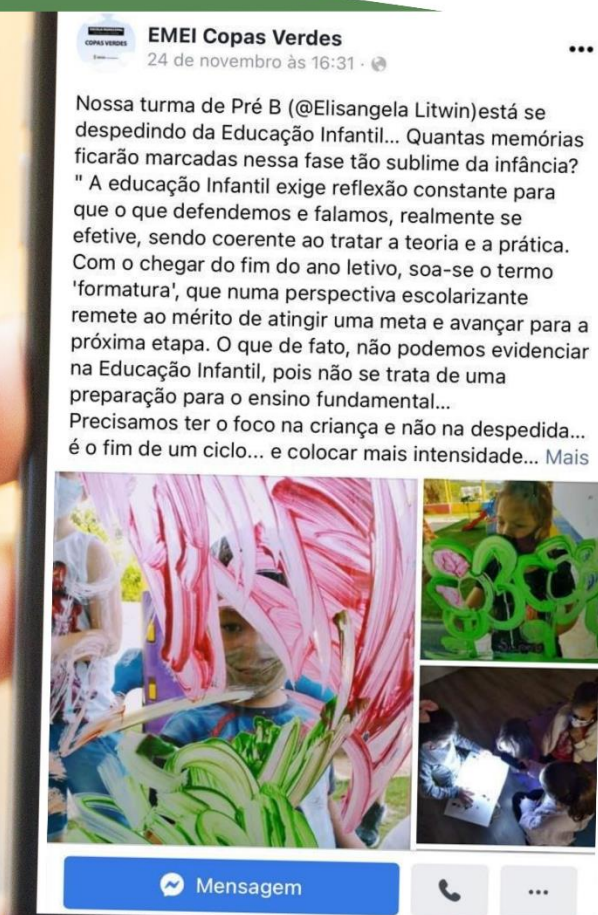 COPAS VERDES
EMEI Copas Verdes
24 de novembro às 16:31 ·
Nossa turma de Pré B (@Elisangela Litwin)está se
despedindo da Educação Infantil... Quantas memórias
ficarão marcadas nessa fase tão sublime da infância?
" A educação Infantil exige reflexão constante para
que o que defendemos e falamos, realmente se
efetive, sendo coerente ao tratar a teoria e a prática.
Com o chegar do fim do ano letivo, soa-se o termo
'formatura', que numa perspectiva escolarizante
remete ao mérito de atingir uma meta e avançar para a
próxima etapa. O que de fato, não podemos evidenciar
na Educação Infantil, pois não se trata de uma
preparação para o ensino fundamental...
Precisamos ter o foco na criança e não na despedida...
é o fim de um ciclo... e colocar mais intensidade... Mais
Mensagem